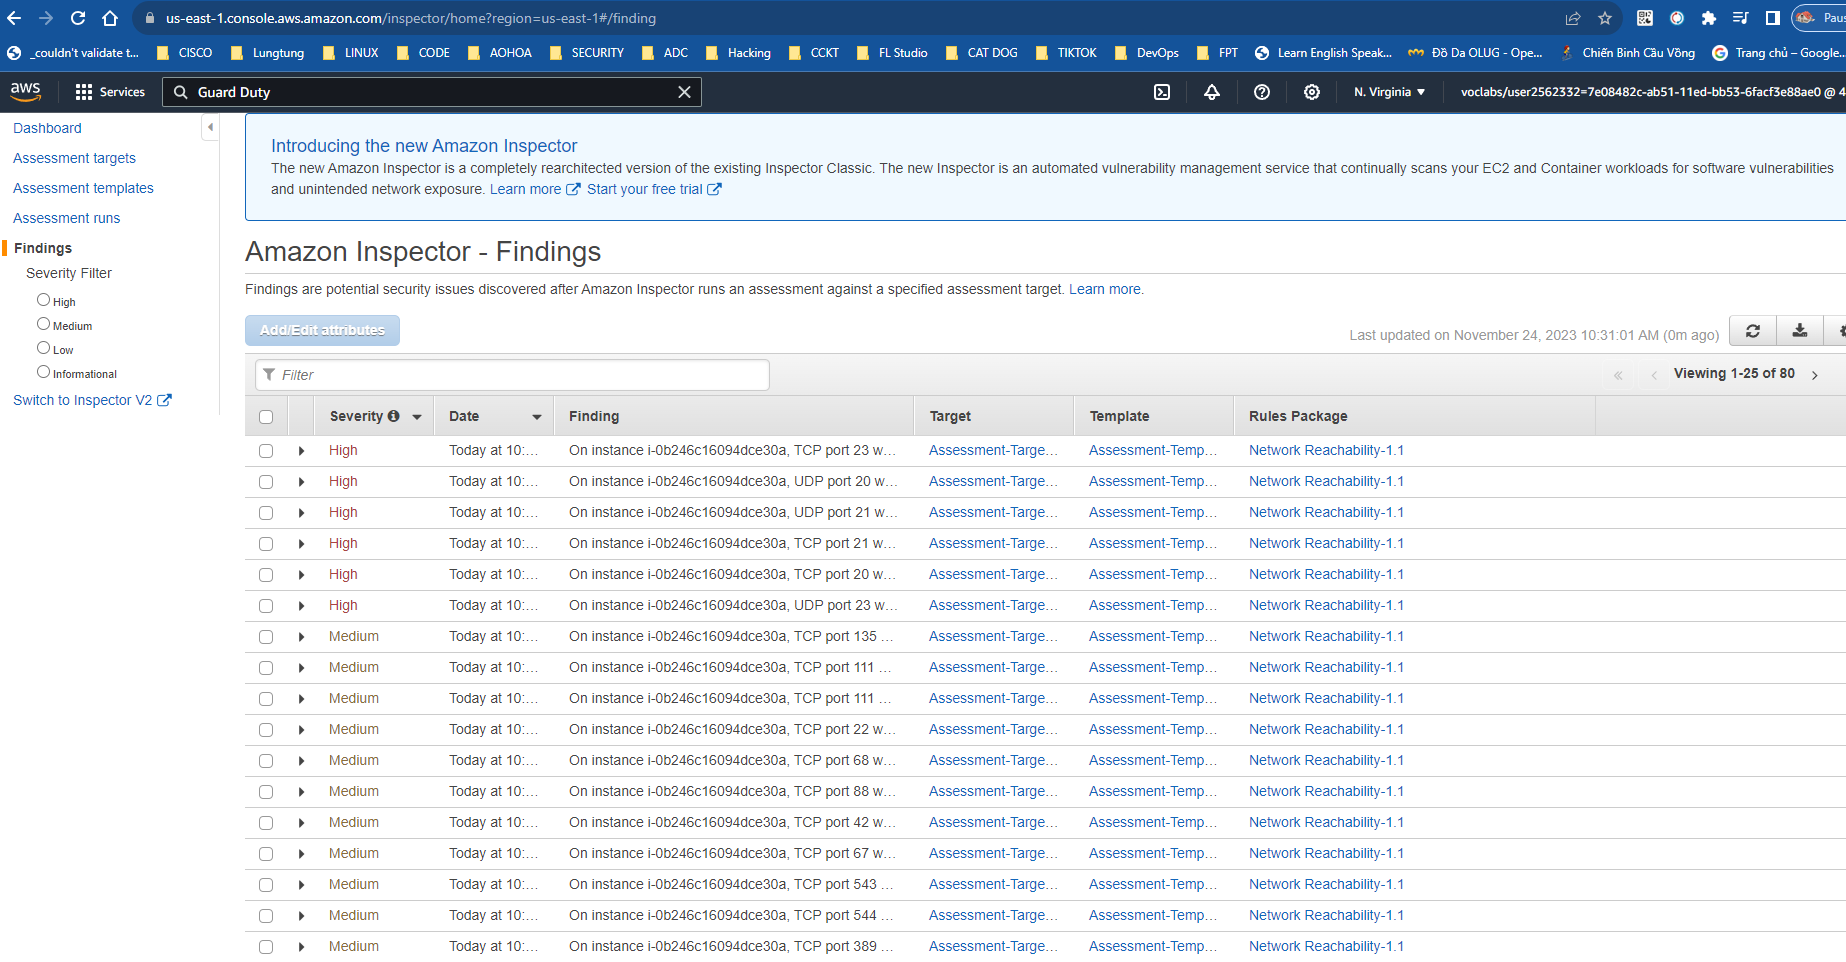 us-east-1.console.aws.amazon.com/inspector/home?region=us-east-1#/finding
Paus
_couldn't validate t... CISCO Lungtung LINUX CODE AOHOA SECURITY ADC Hacking CCKT FL Studio CAT DOG TIKTOK DevOps FPT Learn English Speak... Đồ Da OLUG - Ope... Chiến Binh Cầu Vồng Trang chủ – Google...
aws Services Guard Duty N. Virginia voclabs/user2562332=7e08482c-ab51-11ed-bb53-6facf3e88ae0 @ 4
Dashboard
Assessment targets
Assessment templates
Assessment runs
Findings
Severity Filter
High
Medium
Low
Informational
Switch to Inspector V2
Introducing the new Amazon Inspector
The new Amazon Inspector is a completely rearchitected version of the existing Inspector Classic. The new Inspector is an automated vulnerability management service that continually scans your EC2 and Container workloads for software vulnerabilities
and unintended network exposure. Learn more Start your free trial
Amazon Inspector - Findings
Findings are potential security issues discovered after Amazon Inspector runs an assessment against a specified assessment target. Learn more.
Add/Edit attributes
Last updated on November 24, 2023 10:31:01 AM (0m ago)
Filter
« ‹ Viewing 1-25 of 80 ›
Severity Date Finding Target Template Rules Package
High Today at 10:... On instance i-0b246c16094dce30a, TCP port 23 w... Assessment-Targe... Assessment-Temp... Network Reachability-1.1
High Today at 10:... On instance i-0b246c16094dce30a, UDP port 20 w... Assessment-Targe... Assessment-Temp... Network Reachability-1.1
High Today at 10:... On instance i-0b246c16094dce30a, UDP port 21 w... Assessment-Targe... Assessment-Temp... Network Reachability-1.1
High Today at 10:... On instance i-0b246c16094dce30a, TCP port 21 w... Assessment-Targe... Assessment-Temp... Network Reachability-1.1
High Today at 10:... On instance i-0b246c16094dce30a, TCP port 20 w... Assessment-Targe... Assessment-Temp... Network Reachability-1.1
High Today at 10:... On instance i-0b246c16094dce30a, UDP port 23 w... Assessment-Targe... Assessment-Temp... Network Reachability-1.1
Medium Today at 10:... On instance i-0b246c16094dce30a, TCP port 135 ... Assessment-Targe... Assessment-Temp... Network Reachability-1.1
Medium Today at 10:... On instance i-0b246c16094dce30a, TCP port 111 ... Assessment-Targe... Assessment-Temp... Network Reachability-1.1
Medium Today at 10:... On instance i-0b246c16094dce30a, TCP port 111 ... Assessment-Targe... Assessment-Temp... Network Reachability-1.1
Medium Today at 10:... On instance i-0b246c16094dce30a, TCP port 22 w... Assessment-Targe... Assessment-Temp... Network Reachability-1.1
Medium Today at 10:... On instance i-0b246c16094dce30a, TCP port 68 w... Assessment-Targe... Assessment-Temp... Network Reachability-1.1
Medium Today at 10:... On instance i-0b246c16094dce30a, TCP port 88 w... Assessment-Targe... Assessment-Temp... Network Reachability-1.1
Medium Today at 10:... On instance i-0b246c16094dce30a, TCP port 42 w... Assessment-Targe... Assessment-Temp... Network Reachability-1.1
Medium Today at 10:... On instance i-0b246c16094dce30a, TCP port 67 w... Assessment-Targe... Assessment-Temp... Network Reachability-1.1
Medium Today at 10:... On instance i-0b246c16094dce30a, TCP port 543 ... Assessment-Targe... Assessment-Temp... Network Reachability-1.1
Medium Today at 10:... On instance i-0b246c16094dce30a, TCP port 544 ... Assessment-Targe... Assessment-Temp... Network Reachability-1.1
Medium Today at 10:... On instance i-0b246c16094dce30a, TCP port 389 ... Assessment-Targe... Assessment-Temp... Network Reachability-1.1